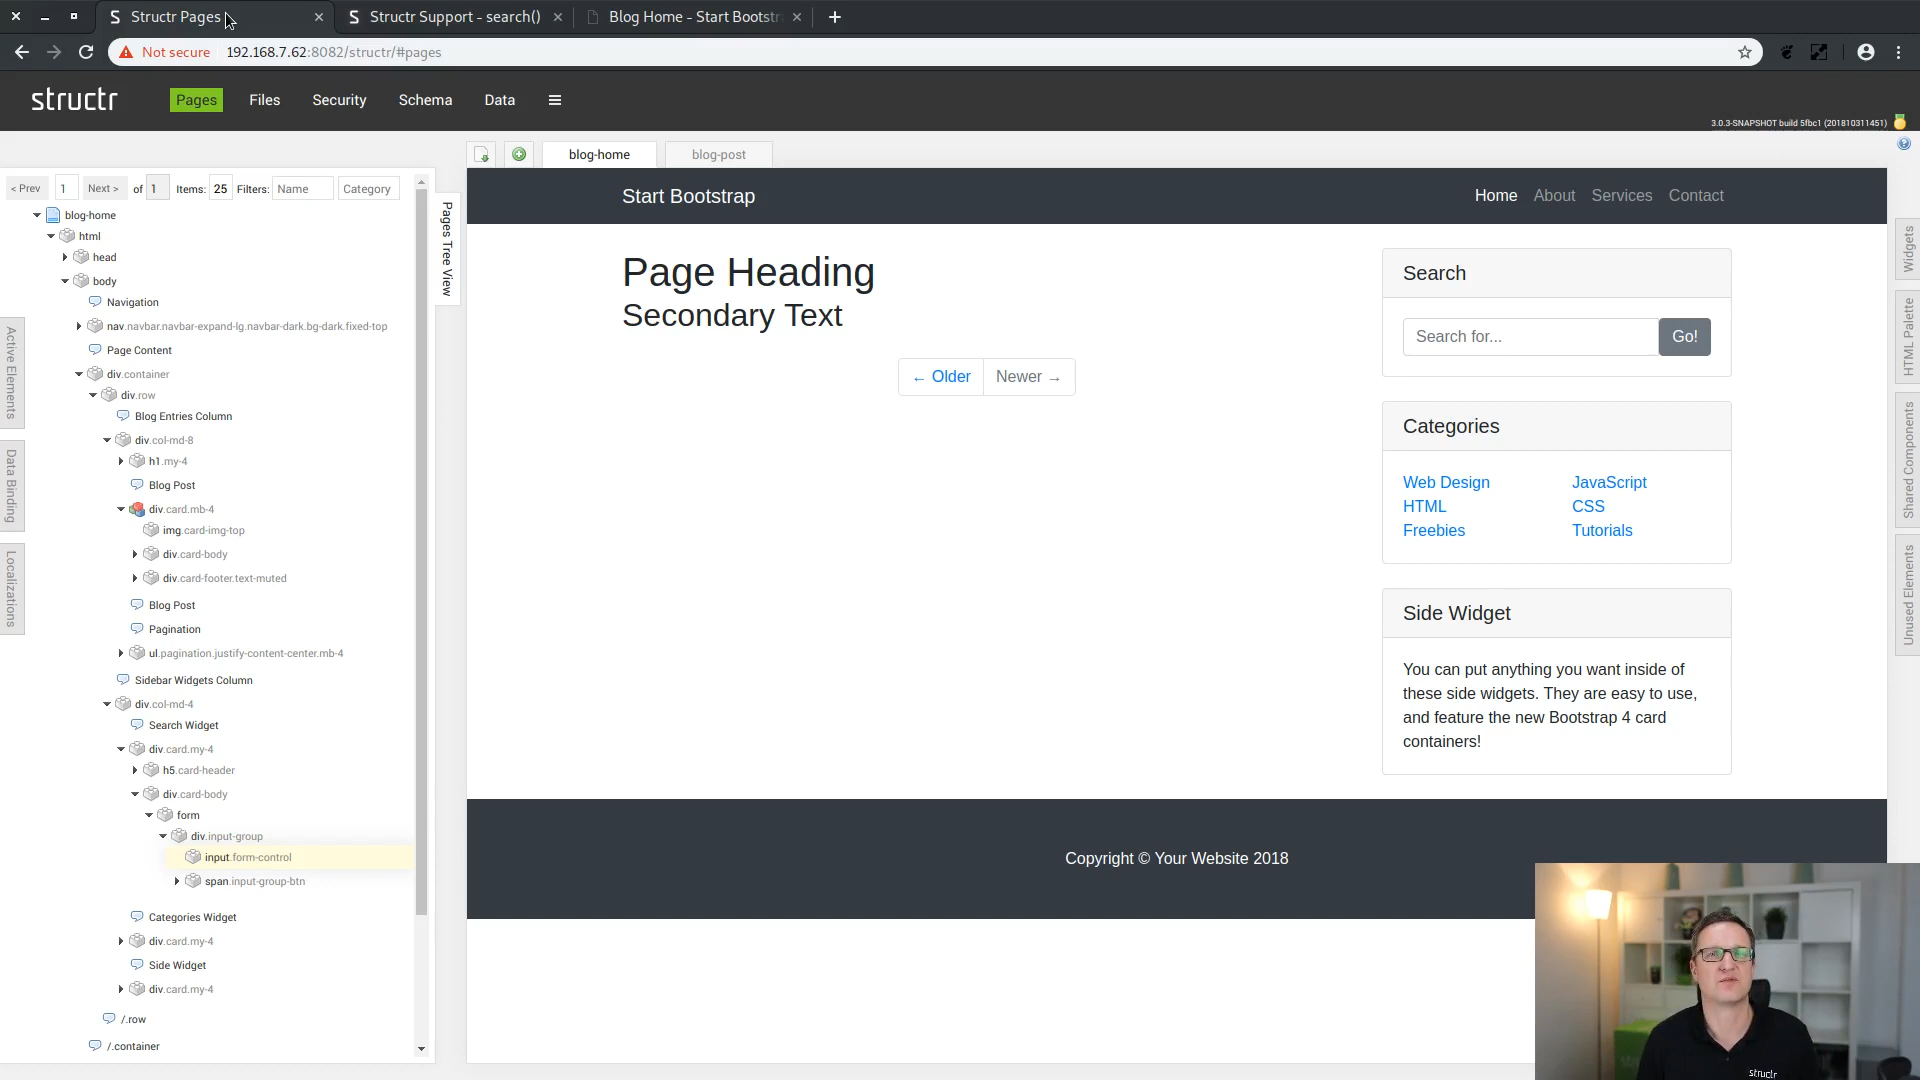 Structr Pages
Structr Support - search()
Blog Home - Start Bootstr
Not secure
192.168.7.62:8082/structr/#pages
structr
Pages
Files
Security
Schema
Data
3.0.3-SNAPSHOT build 5fbc1 (201810311451)
blog-home
blog-post
< Prev
1
Next >
of
1
Items:
25
Filters:
Name
Category
blog-home
html
head
body
Navigation
nav.navbar.navbar-expand-lg.navbar-dark.bg-dark.fixed-top
Page Content
div.container
div.row
Blog Entries Column
div.col-md-8
h1.my-4
Blog Post
div.card.mb-4
img.card-img-top
div.card-body
div.card-footer.text-muted
Blog Post
Pagination
ul.pagination.justify-content-center.mb-4
Sidebar Widgets Column
div.col-md-4
Search Widget
div.card.my-4
h5.card-header
div.card-body
form
div.input-group
input.form-control
span.input-group-btn
Categories Widget
div.card.my-4
Side Widget
div.card.my-4
/.row
/.container
Active Elements
Data Binding
Localizations
Pages Tree View
Start Bootstrap
Home
About
Services
Contact
Page Heading
Secondary Text
← Older
Newer →
Search
Search for...
Go!
Categories
Web Design
JavaScript
HTML
CSS
Freebies
Tutorials
Side Widget
You can put anything you want inside of
these side widgets. They are easy to use,
and feature the new Bootstrap 4 card
containers!
Copyright © Your Website 2018
Widgets
HTML Palette
Shared Components
Unused Elements
structr